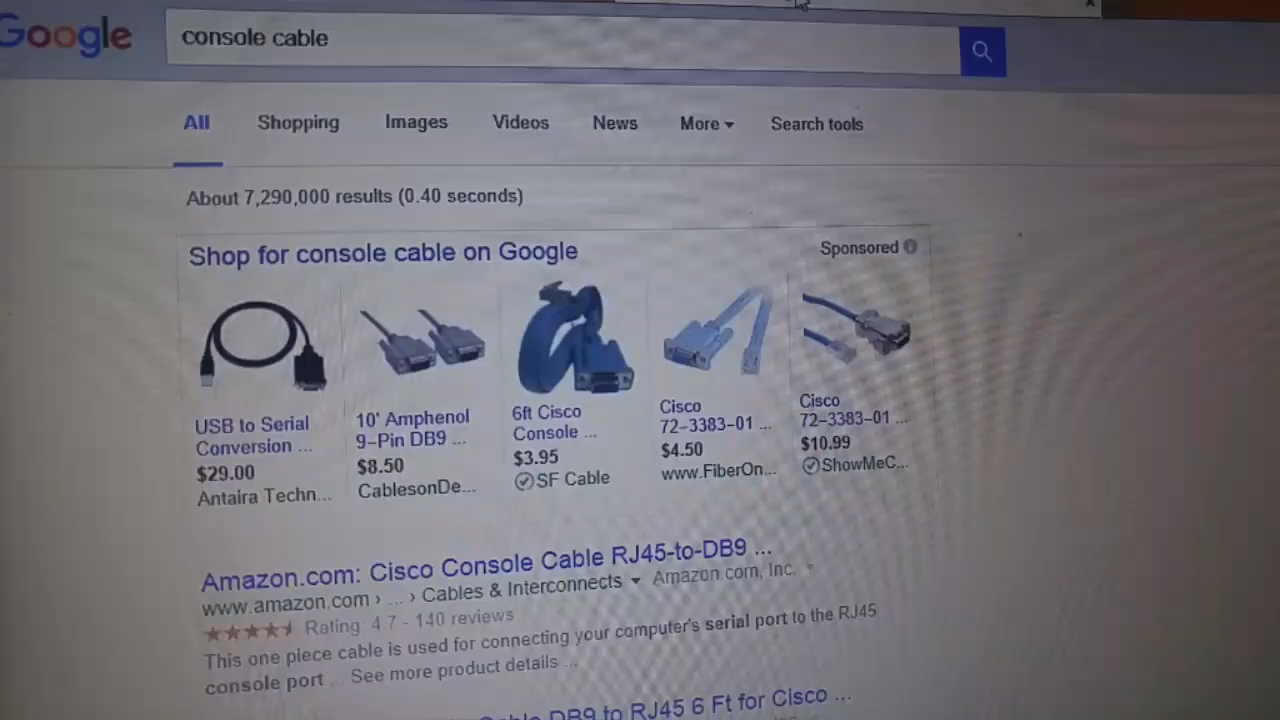 Google
console cable
All Shopping Images Videos News More Search tools
About 7,290,000 results (0.40 seconds)
Shop for console cable on Google
Sponsored
USB to Serial
Conversion ...
$29.00
Antaira Techn...
10' Amphenol
9-Pin DB9 ...
$8.50
CablesonDe...
6ft Cisco
Console ...
$3.95
SF Cable
Cisco
72-3383-01 ...
$4.50
www.FiberOn...
Cisco
72-3383-01 ...
$10.99
ShowMeC...
Amazon.com: Cisco Console Cable RJ45-to-DB9 ...
www.amazon.com › ... › Cables & Interconnects Amazon.com, Inc.
Rating: 4.7 - 140 reviews
This one piece cable is used for connecting your computer's serial port to the RJ45
console port ... See more product details ...
Cable DB9 to RJ45 6 Ft for Cisco ...